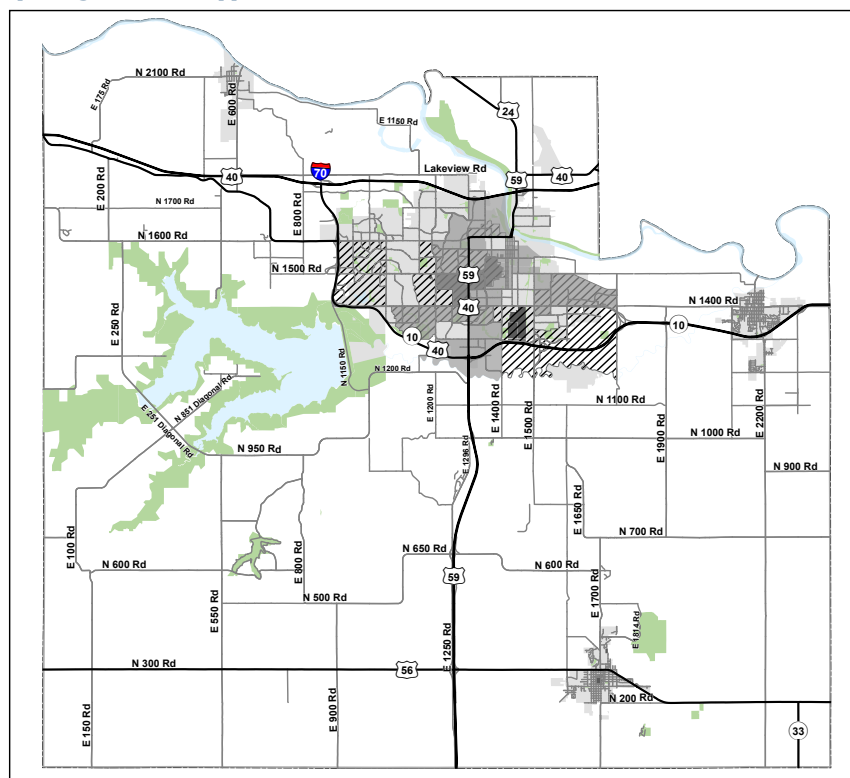 N 2100 Rd
E 175 Rd
E 600 Rd
24
E 1150 Rd
Lakeview Rd
70
40
59
40
E 200 Rd
N 1700 Rd
E 800 Rd
N 1600 Rd
N 1500 Rd
59
E 250 Rd
40
N 1400 Rd
10
10
40
N 1150 Rd
N 1200 Rd
N 851 Diagonal Rd
E 251 Diagonal Rd
E 1200 Rd
E 1400 Rd
E 1500 Rd
N 1100 Rd
E 1900 Rd
E 2200 Rd
N 1000 Rd
N 950 Rd
E 1296 Rd
N 900 Rd
E 1650 Rd
N 700 Rd
E 100 Rd
N 600 Rd
E 800 Rd
N 650 Rd
N 600 Rd
59
E 550 Rd
N 500 Rd
E 1700 Rd
E 1814 Rd
E 1250 Rd
N 300 Rd
56
N 200 Rd
E 150 Rd
E 900 Rd
33